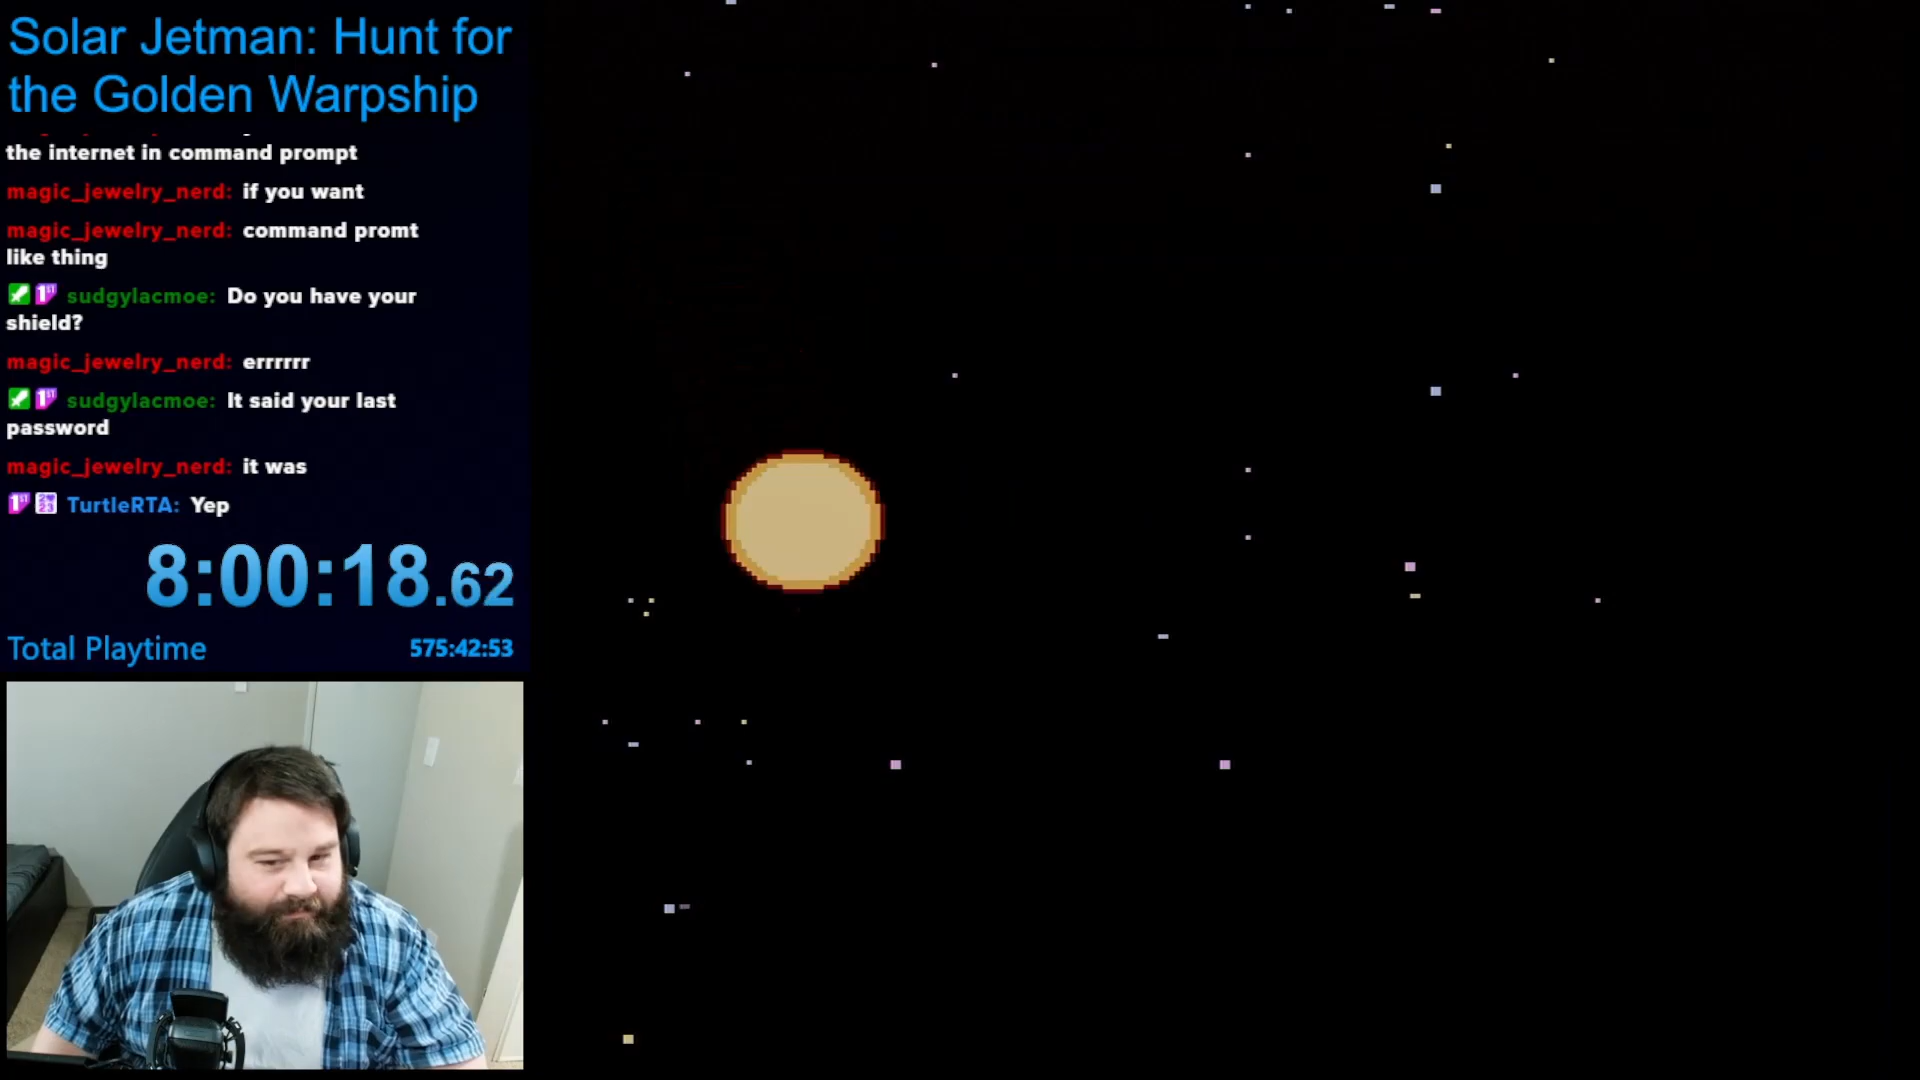 Solar Jetman: Hunt for
the Golden Warpship
the internet in command prompt
magic_jewelry_nerd: if you want
magic_jewelry_nerd: command promt
like thing
sudgylacmoe: Do you have your
shield?
magic_jewelry_nerd: errrrrr
sudgylacmoe: It said your last
password
magic_jewelry_nerd: it was
TurtleRTA: Yep
8:00:18.62
Total Playtime 575:42:53